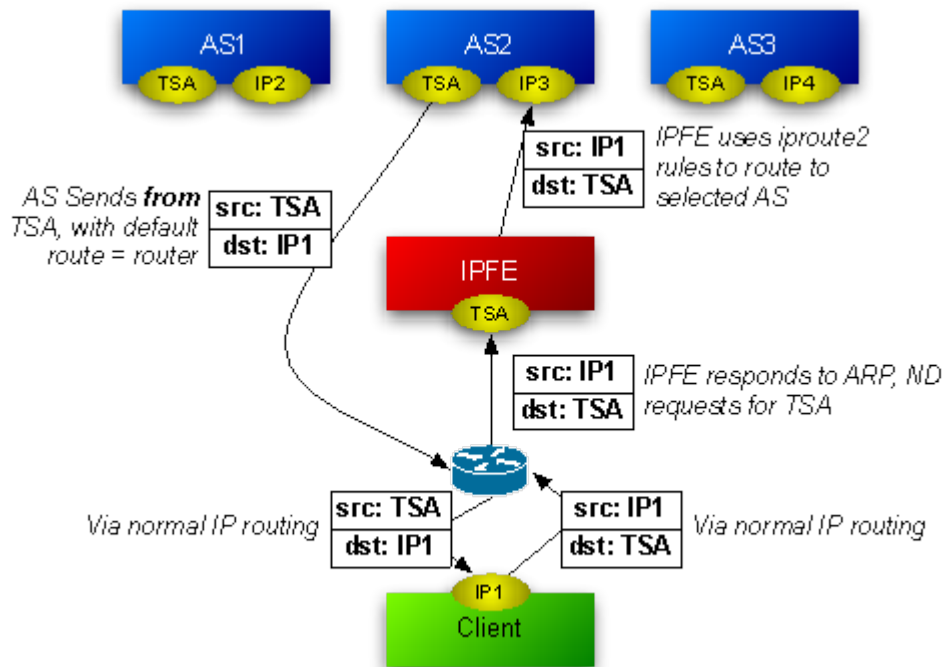 AS1
AS2
AS3
TSA
IP2
TSA
IP3
TSA
IP4
src: IP1
dst: TSA
IPFE uses iproute2
rules to route to
selected AS
AS Sends from
TSA, with default
route = router
src: TSA
dst: IP1
IPFE
TSA
src: IP1
dst: TSA
IPFE responds to ARP, ND
requests for TSA
Via normal IP routing
src: TSA
dst: IP1
src: IP1
dst: TSA
Via normal IP routing
IP1
Client